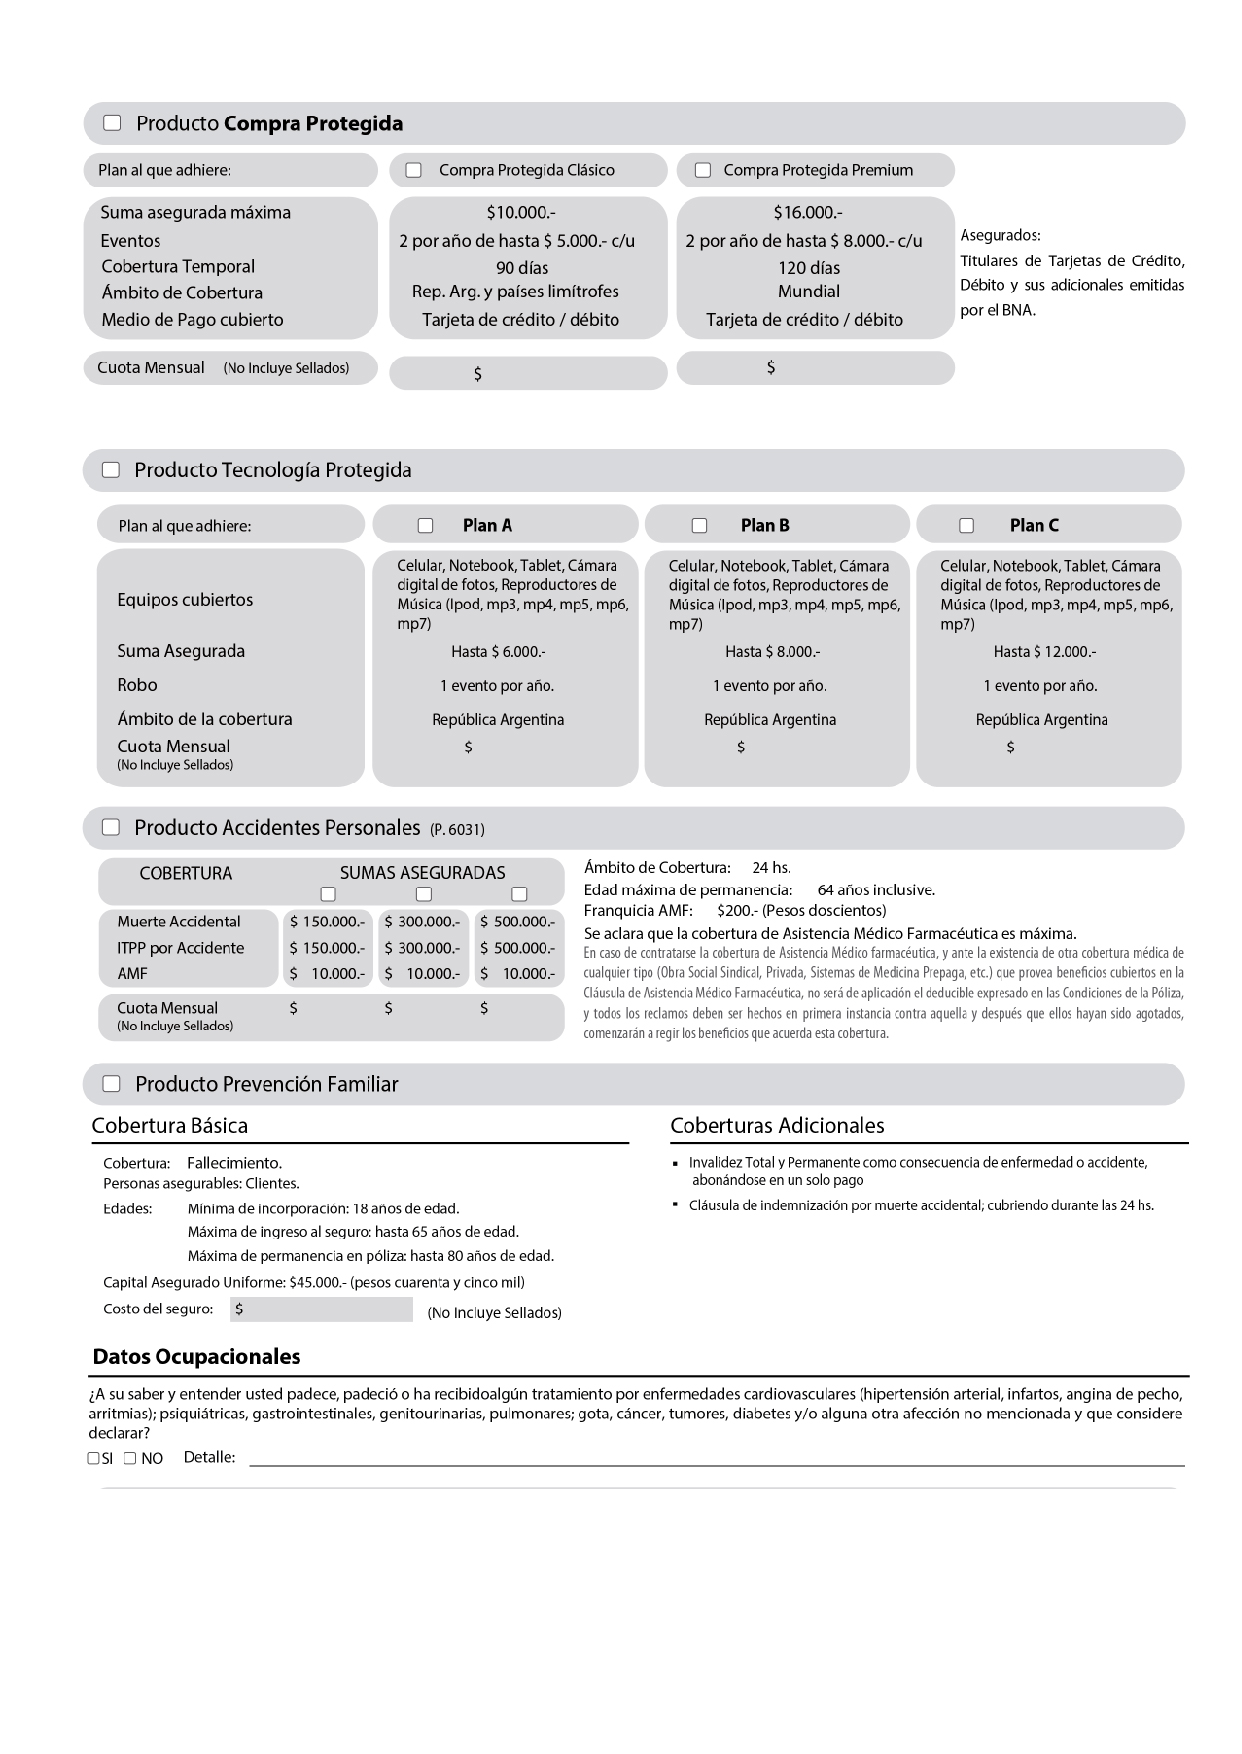 Producto Compra Protegida
Plan al que adhiere:
Compra Protegida Clásico
Compra Protegida Premium
Suma asegurada máxima
$10.000.-
$16.000.-
Eventos
2 por año de hasta $ 5.000.- c/u
2 por año de hasta $ 8.000.- c/u
Cobertura Temporal
90 días
120 días
Ámbito de Cobertura
Rep. Arg. y países limítrofes
Mundial
Medio de Pago cubierto
Tarjeta de crédito / débito
Tarjeta de crédito / débito
Asegurados:
Titulares de Tarjetas de Crédito,
Débito y sus adicionales emitidas
por el BNA.
Cuota Mensual (No Incluye Sellados)
$
$
Producto Tecnología Protegida
Plan al que adhiere:
Plan A
Plan B
Plan C
Equipos cubiertos
Celular, Notebook, Tablet, Cámara
digital de fotos, Reproductores de
Música (Ipod, mp3, mp4, mp5, mp6,
mp7)
Celular, Notebook, Tablet, Cámara
digital de fotos, Reproductores de
Música (Ipod, mp3, mp4, mp5, mp6,
mp7)
Celular, Notebook, Tablet, Cámara
digital de fotos, Reproductores de
Música (Ipod, mp3, mp4, mp5, mp6,
mp7)
Suma Asegurada
Hasta $ 6.000.-
Hasta $ 8.000.-
Hasta $ 12.000.-
Robo
1 evento por año.
1 evento por año.
1 evento por año.
Ámbito de la cobertura
República Argentina
República Argentina
República Argentina
Cuota Mensual
(No Incluye Sellados)
$
$
$
Producto Accidentes Personales (P. 6031)
COBERTURA
SUMAS ASEGURADAS
Muerte Accidental
$ 150.000.-
$ 300.000.-
$ 500.000.-
ITPP por Accidente
$ 150.000.-
$ 300.000.-
$ 500.000.-
AMF
$ 10.000.-
$ 10.000.-
$ 10.000.-
Cuota Mensual
(No Incluye Sellados)
$
$
$
Ámbito de Cobertura: 24 hs.
Edad máxima de permanencia: 64 años inclusive.
Franquicia AMF: $200.- (Pesos doscientos)
Se aclara que la cobertura de Asistencia Médico Farmacéutica es máxima.
En caso de contratarse la cobertura de Asistencia Médico farmacéutica, y ante la existencia de otra cobertura médica de
cualquier tipo (Obra Social Sindical, Privada, Sistemas de Medicina Prepaga, etc.) que provea beneficios cubiertos en la
Cláusula de Asistencia Médico Farmacéutica, no será de aplicación el deducible expresado en las Condiciones de la Póliza,
y todos los reclamos deben ser hechos en primera instancia contra aquella y después que ellos hayan sido agotados,
comenzarán a regir los beneficios que acuerda esta cobertura.
Producto Prevención Familiar
Cobertura Básica
Cobertura: Fallecimiento.
Personas asegurables: Clientes.
Edades: Mínima de incorporación: 18 años de edad.
Máxima de ingreso al seguro: hasta 65 años de edad.
Máxima de permanencia en póliza: hasta 80 años de edad.
Capital Asegurado Uniforme: $45.000.- (pesos cuarenta y cinco mil)
Costo del seguro: $ (No Incluye Sellados)
Coberturas Adicionales
▪ Invalidez Total y Permanente como consecuencia de enfermedad o accidente,
abonándose en un solo pago
▪ Cláusula de indemnización por muerte accidental; cubriendo durante las 24 hs.
Datos Ocupacionales
¿A su saber y entender usted padece, padeció o ha recibidoalgún tratamiento por enfermedades cardiovasculares (hipertensión arterial, infartos, angina de pecho,
arritmias); psiquiátricas, gastrointestinales, genitourinarias, pulmonares; gota, cáncer, tumores, diabetes y/o alguna otra afección no mencionada y que considere
declarar?
SI NO Detalle: